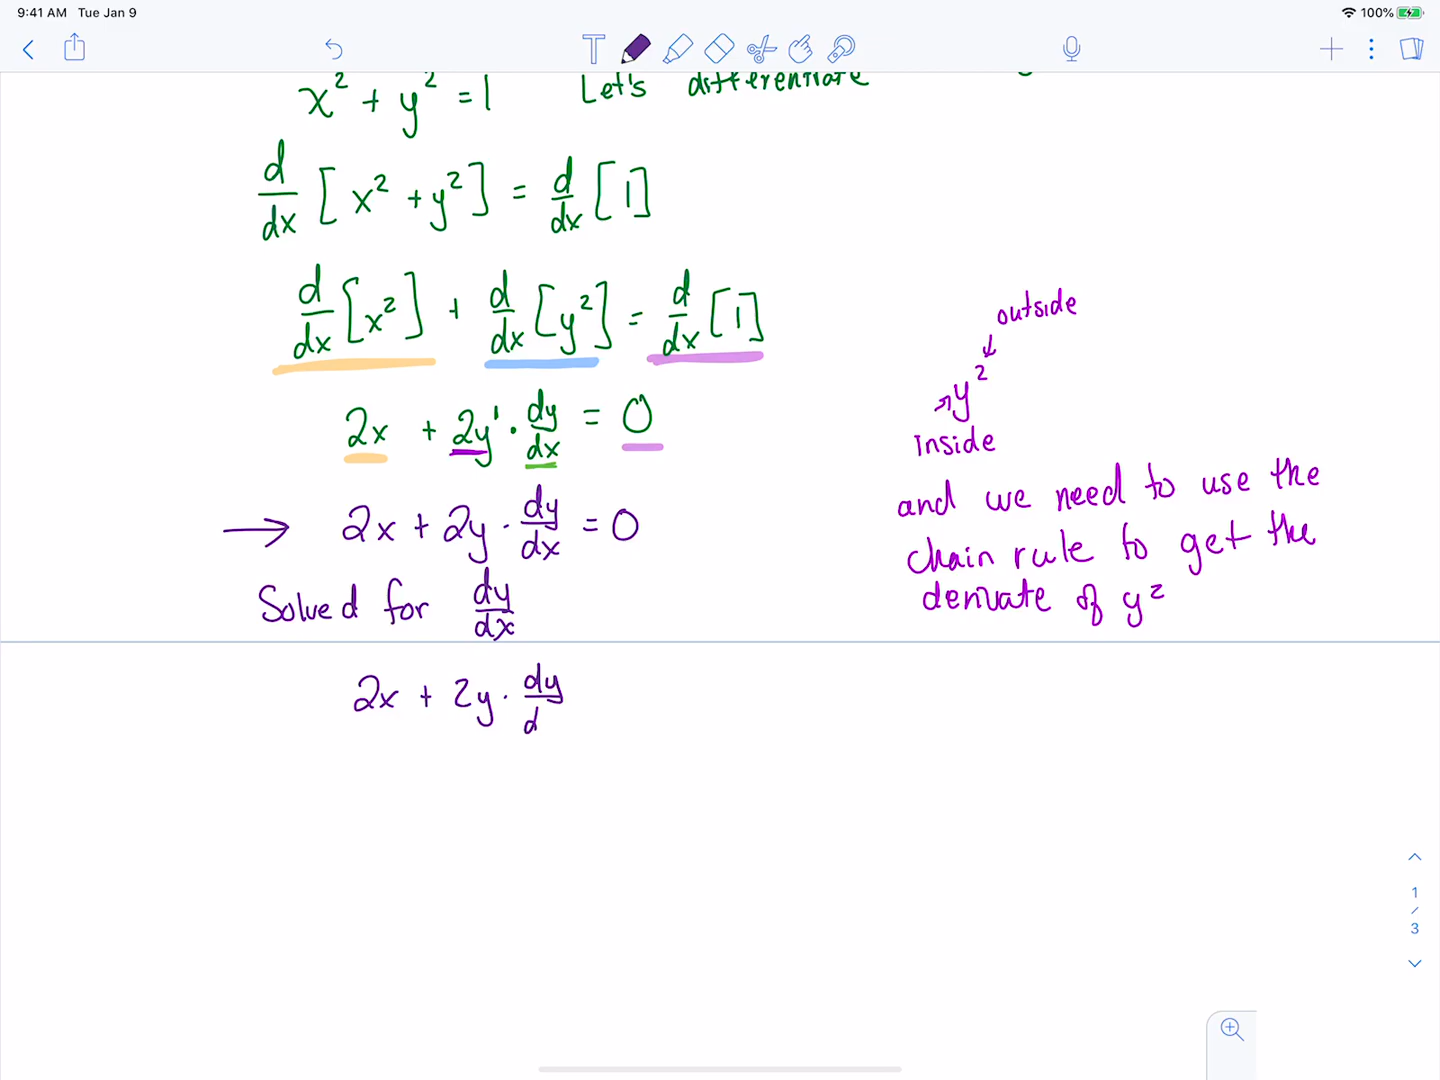 9:41 AM Tue Jan 9
100%
T
x² + y² = 1 Let's differentiate
d/dx [x² + y²] = d/dx [1]
d/dx [x²] + d/dx [y²] = d/dx [1]
outside
y²
inside
2x + 2y¹ · dy/dx = 0
2x + 2y · dy/dx = 0
and we need to use the
chain rule to get the
derivate of y²
Solved for dy/dx
2x + 2y · dy/d
1
/
3